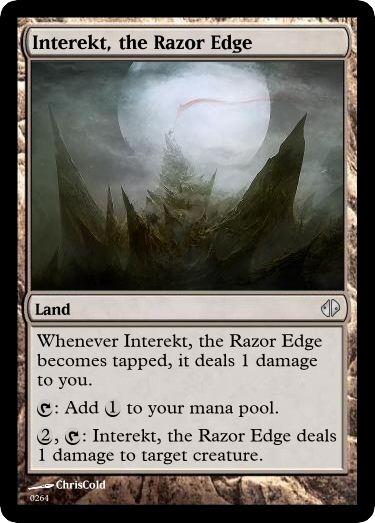 Interekt, the Razor Edge
Land
Whenever Interekt, the Razor Edge
becomes tapped, it deals 1 damage
to you.
: Add 1 to your mana pool.
2, : Interekt, the Razor Edge deals
1 damage to target creature.
ChrisCold
0264